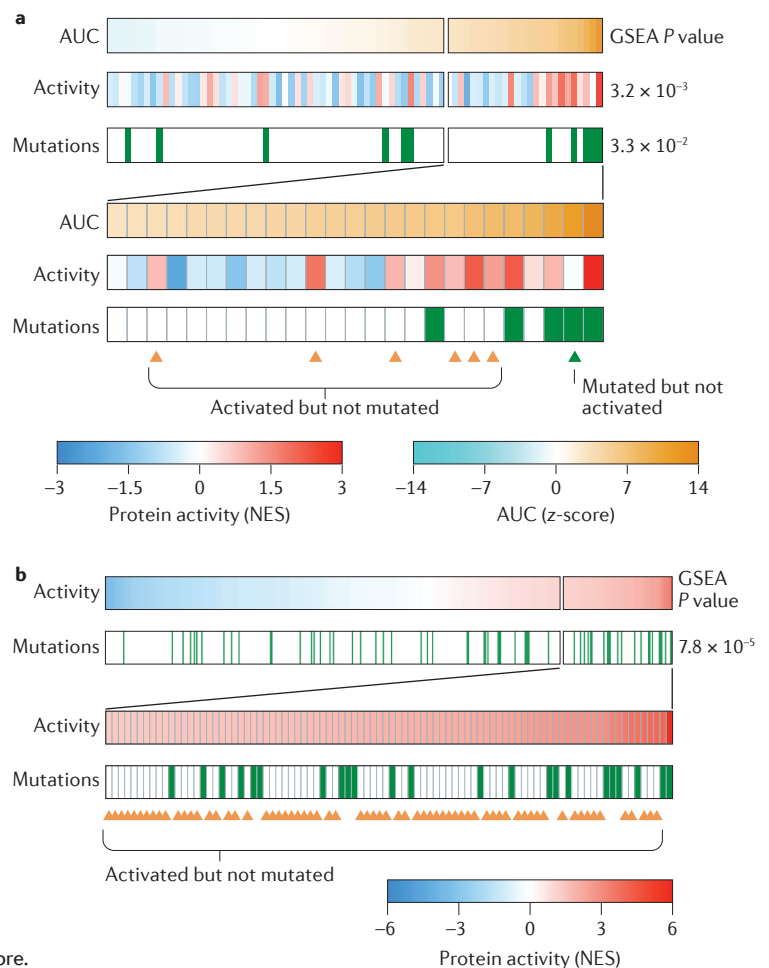 a
AUC
GSEA P value
Activity
3.2 × 10⁻³
Mutations
3.3 × 10⁻²
AUC
Activity
Mutations
Activated but not mutated
Mutated but not
activated
−3 −1.5 0 1.5 3
Protein activity (NES)
−14 −7 0 7 14
AUC (z-score)
b
Activity
GSEA
P value
Mutations
7.8 × 10⁻⁵
Activity
Mutations
Activated but not mutated
−6 −3 0 3 6
ore.
Protein activity (NES)